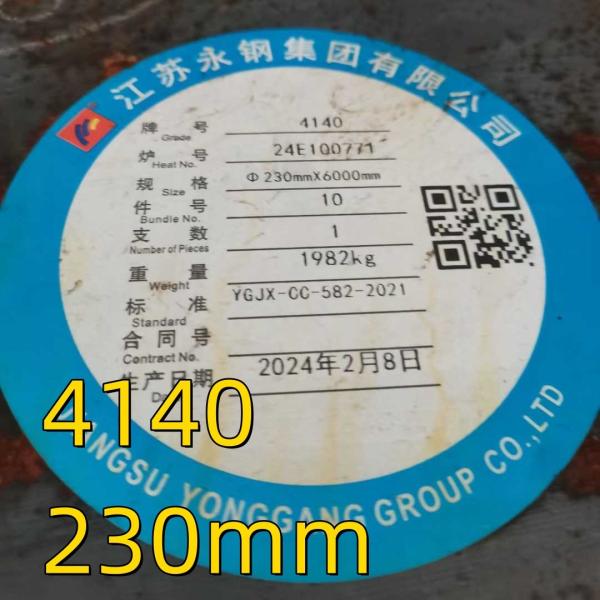 江苏永钢集团有限公司
牌号 4140
Grade
炉号 24E100771
Heat No.
规格 Φ230mmX6000mm
Size
件号 10
Bundle No.
支数 1
Number of Pieces
重量 1982kg
Weight
标准 YGJX-CC-582-2021
Standard
合同号
Contract No.
生产日期 2024年2月8日
4140
YONGGANG GROUP CO.,LTD
230mm